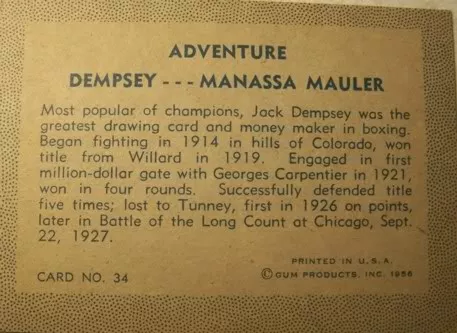 ADVENTURE
DEMPSEY --- MANASSA MAULER
Most popular of champions, Jack Dempsey was the
greatest drawing card and money maker in boxing.
Began fighting in 1914 in hills of Colorado, won
title from Willard in 1919. Engaged in first
million-dollar gate with Georges Carpentier in 1921,
won in four rounds. Successfully defended title
five times; lost to Tunney, first in 1926 on points,
later in Battle of the Long Count at Chicago, Sept.
22, 1927.
PRINTED IN U.S.A.
CARD NO. 34 ©GUM PRODUCTS, INC. 1956